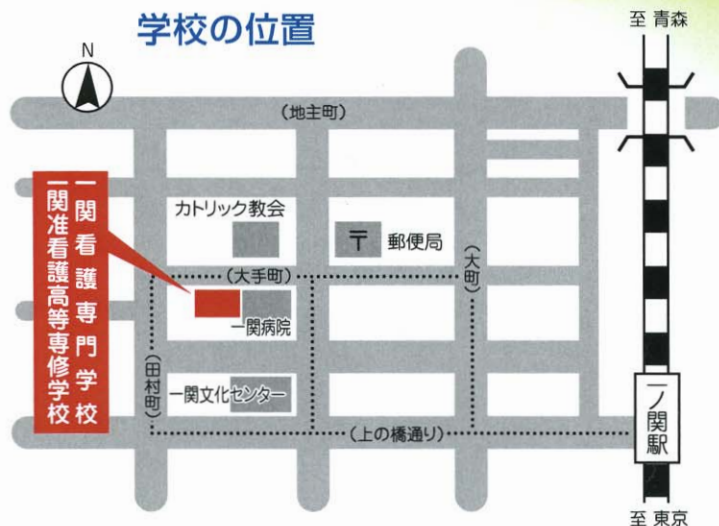 学校の位置
至 青森
N
(地主町)
一関看護専門学校
一関准看護高等専修学校
カトリック教会
〒 郵便局
(大町)
(大手町)
一関病院
(田村町)
一関文化センター
(上の橋通り)
一ノ関駅
至 東京